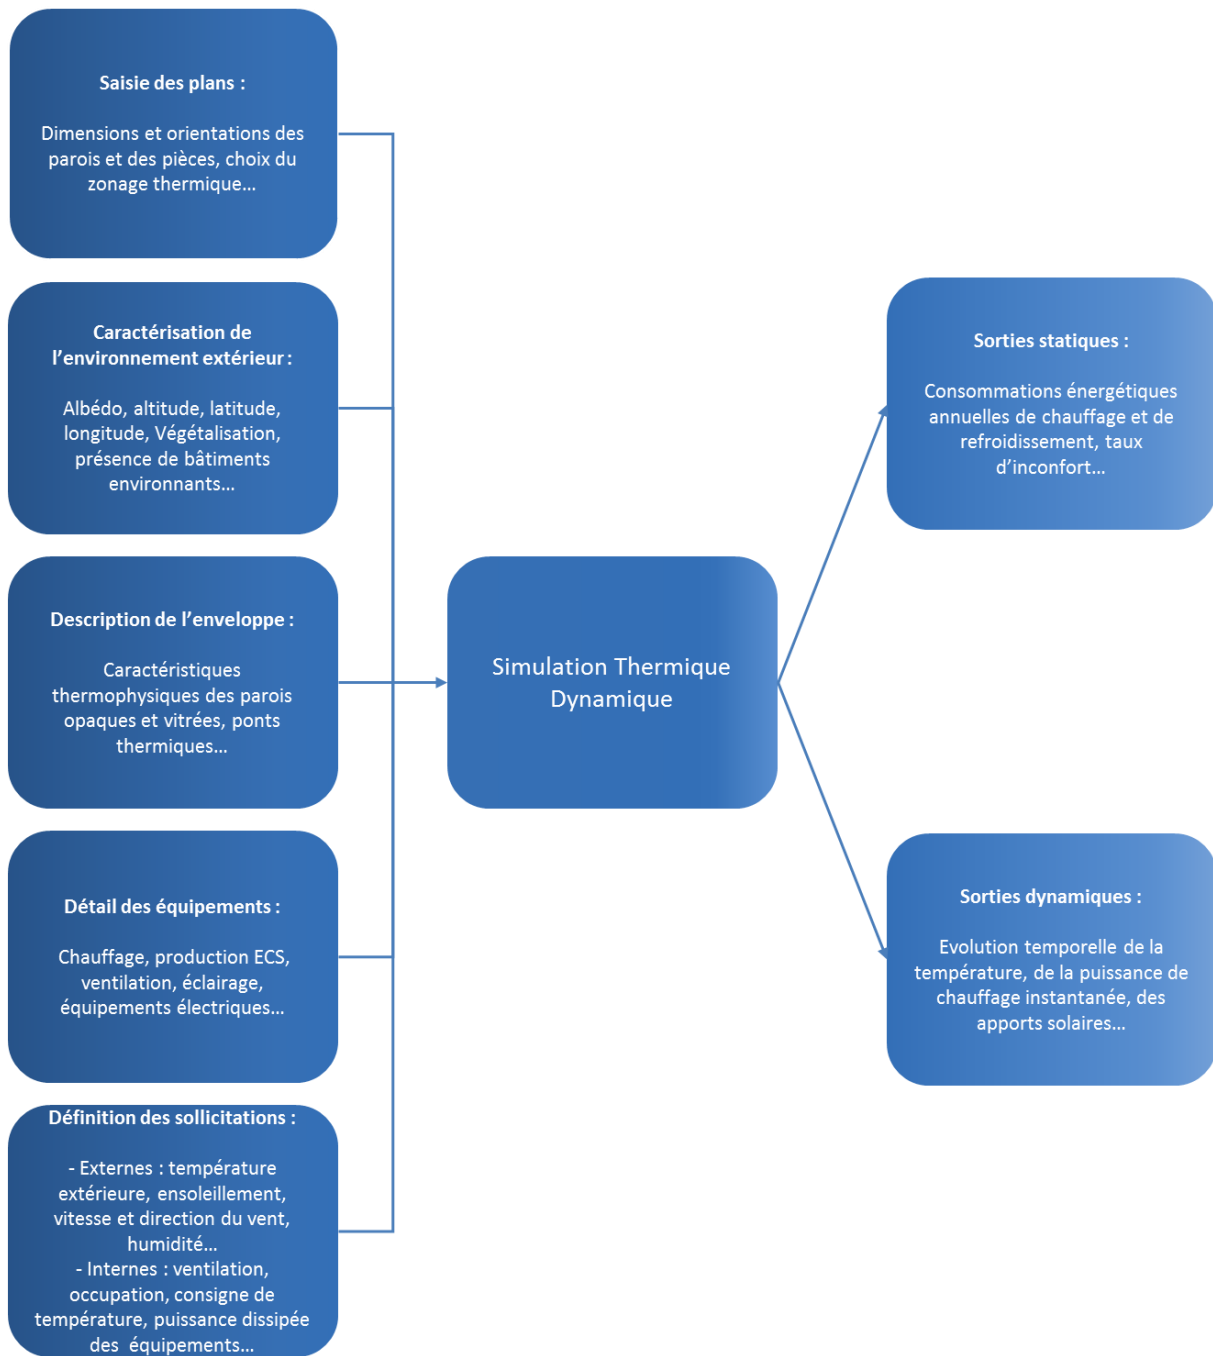 Saisie des plans :
Dimensions et orientations des
parois et des pièces, choix du
zonage thermique…
Caractérisation de
l’environnement extérieur :
Albédo, altitude, latitude,
longitude, Végétalisation,
présence de bâtiments
environnants…
Description de l’enveloppe :
Caractéristiques
thermophysiques des parois
opaques et vitrées, ponts
thermiques…
Détail des équipements :
Chauffage, production ECS,
ventilation, éclairage,
équipements électriques…
Définition des sollicitations :
- Externes : température
extérieure, ensoleillement,
vitesse et direction du vent,
humidité…
- Internes : ventilation,
occupation, consigne de
température, puissance dissipée
des équipements…
Simulation Thermique
Dynamique
Sorties statiques :
Consommations énergétiques
annuelles de chauffage et de
refroidissement, taux
d’inconfort…
Sorties dynamiques :
Evolution temporelle de la
température, de la puissance de
chauffage instantanée, des
apports solaires…